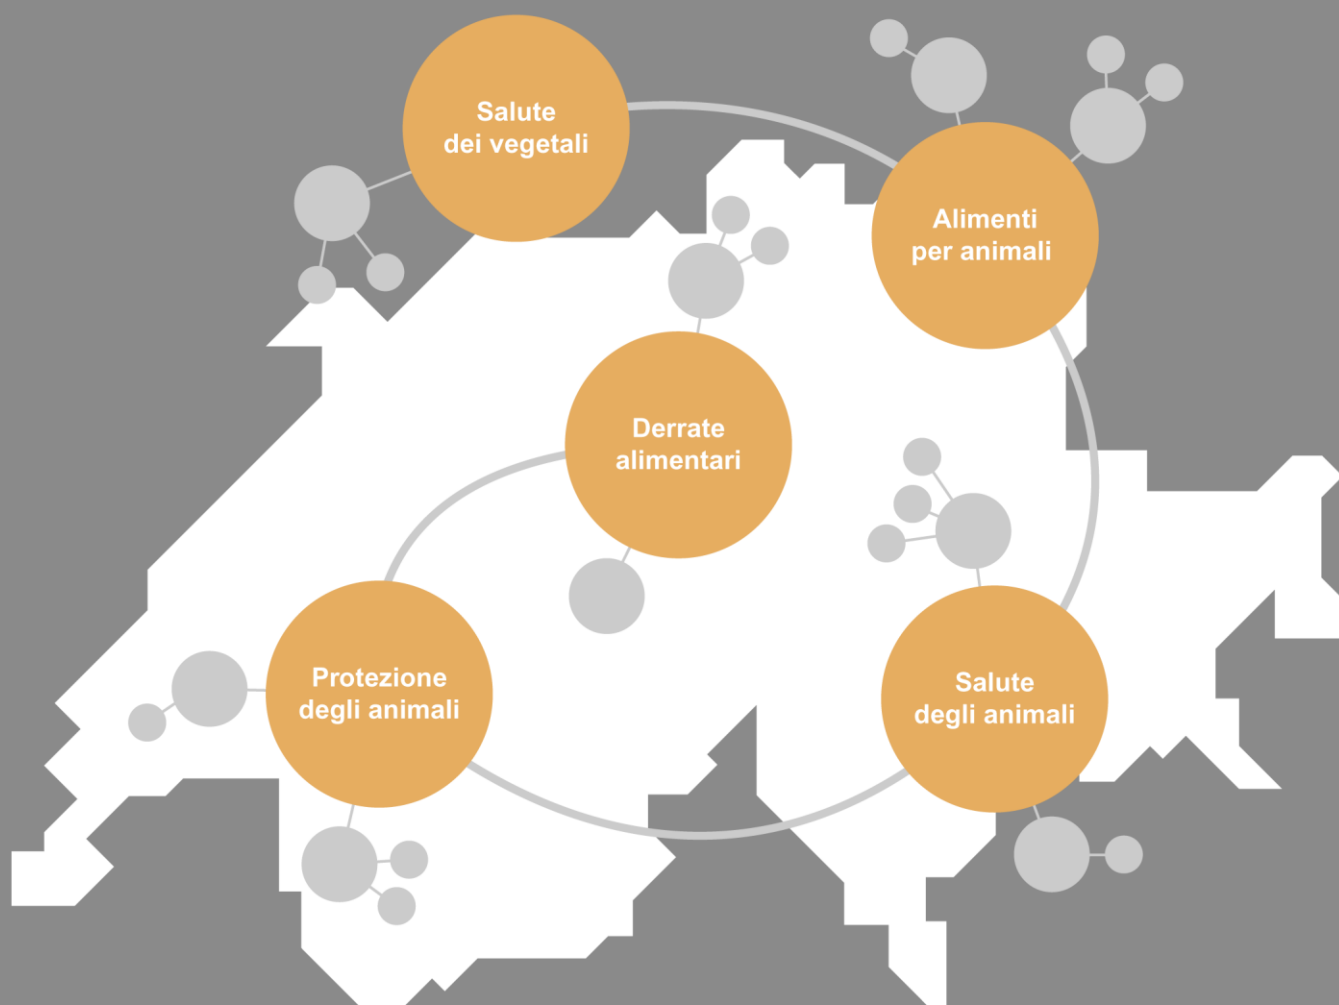 Salute
dei vegetali
Alimenti
per animali
Derrate
alimentari
Protezione
degli animali
Salute
degli animali